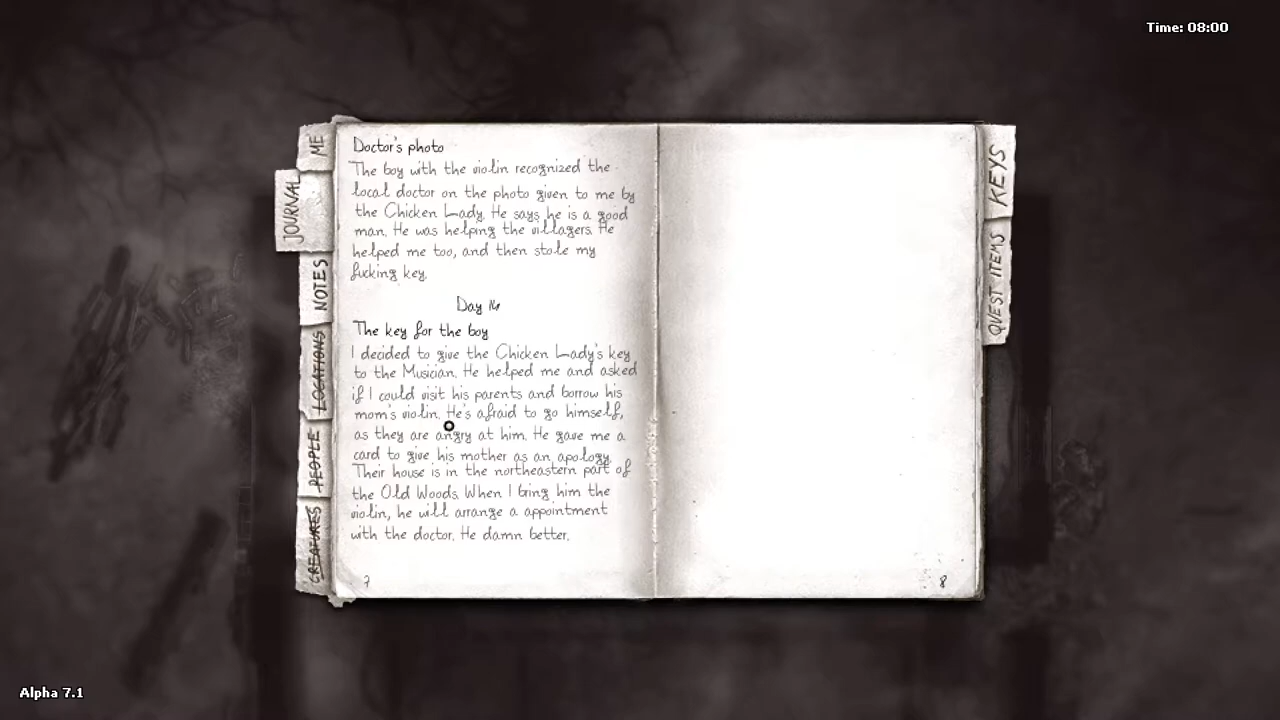 Time: 08:00
ME
JOURNAL
NOTES
LOCATIONS
PEOPLE
CREATURES
Doctor's photo
The boy with the violin recognized the
local doctor on the photo given to me by
the Chicken Lady. He says he is a good
man. He was helping the villagers. He
helped me too, and then stole my
fucking key.
Day 14
The key for the boy
I decided to give the Chicken Lady's key
to the Musician. He helped me and asked
if I could visit his parents and borrow his
mom's violin. He's afraid to go himself,
as they are angry at him. He gave me a
card to give his mother as an apology.
Their house is in the northeastern part of
the Old Woods. When I bring him the
violin, he will arrange a appointment
with the doctor. He damn better.
7
8
KEYS
QUEST ITEMS
Alpha 7.1